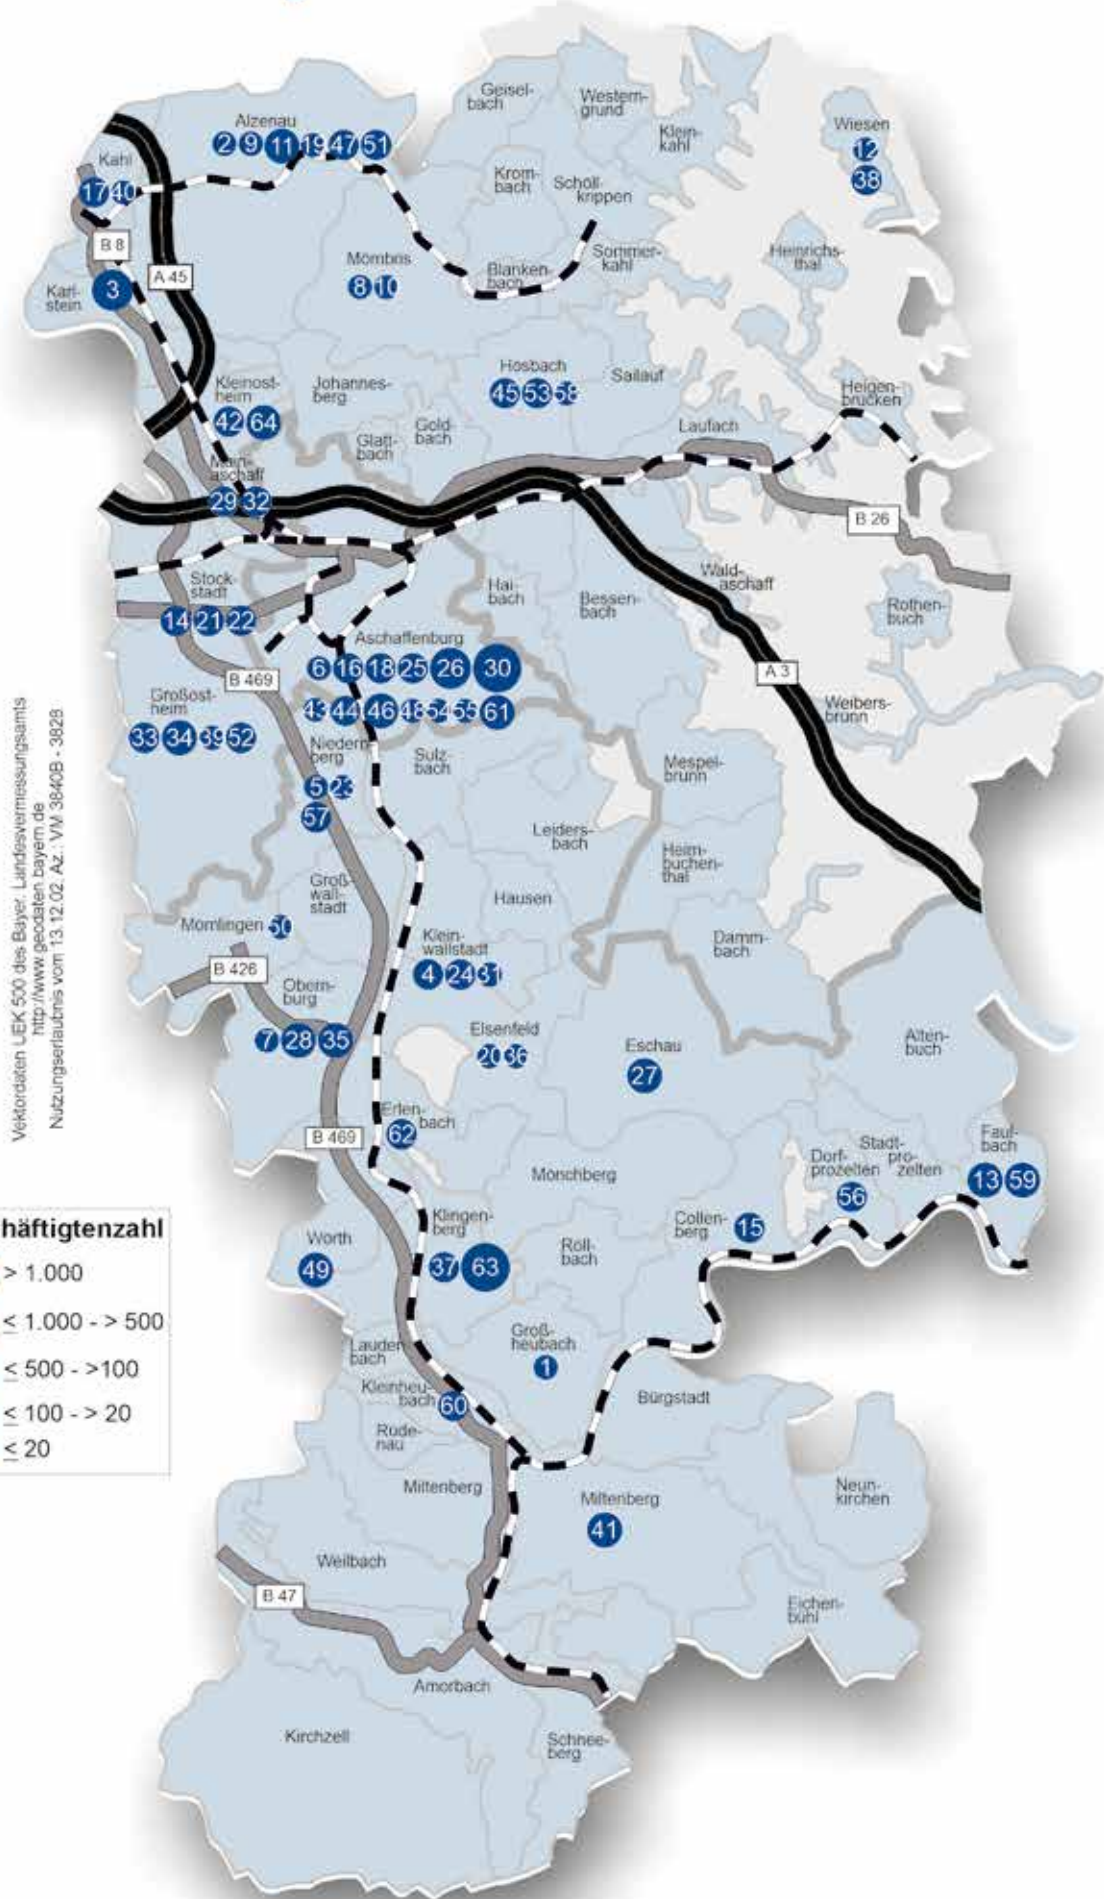 Geisel-
bach
Western-
grund
Klein-
kahl
Wiesen
12
38
Alzenau
2 9 11 19 47 51
Kahl
17 40
Krom-
bach
Schöll-
krippen
B 8
A 45
Karl-
stein
3
Mömbris
8 10
Blanken-
bach
Sommer-
kahl
Heinrichs-
thal
Kleinost-
heim
42 64
Johannes-
berg
Hösbach
45 53 58
Sailauf
Heigen-
brücken
Glatt-
bach
Gold-
bach
Laufach
Main-
aschaff
29 32
B 26
Stock-
stadt
14 21 22
Hai-
bach
Bessen-
bach
Wald-
aschaff
Rothen-
buch
Aschaffenburg
6 16 18 25 26 30
43 44 46 48 54 55 61
B 469
A 3
Großost-
heim
33 34 39 52
Weibers-
brunn
Niedern-
berg
5 23
57
Sulz-
bach
Mespel-
brunn
Leiders-
bach
Heim-
buchen-
thal
Groß-
wall-
stadt
Hausen
Mömlingen 50
Klein-
wallstadt
4 24 31
Damm-
bach
B 426
Obern-
burg
7 28 35
Elsenfeld
20 36
Eschau
27
Alten-
buch
Erlen-
bach
62
B 469
Mönchberg
Dorf-
prozelten
56
Stadt-
pro-
zelten
Faul-
bach
13 59
Wörth
49
Klingen-
berg
37 63
Röll-
bach
Collen-
berg
15
Lauden-
bach
Groß-
heubach
1
Kleinheu-
bach
60
Bürgstadt
Rüde-
nau
Miltenberg
Miltenberg
41
Neun-
kirchen
Weilbach
B 47
Eichen-
bühl
Amorbach
Kirchzell
Schnee-
berg
Vektordaten UEK 500 des Bayer. Landesvermessungsamts
http://www.geodaten.bayern.de
Nutzungserlaubnis vom 13.12.02. Az.: VM 3840B - 3828
häftigtenzahl
> 1.000
≤ 1.000 - > 500
≤ 500 - >100
≤ 100 - > 20
≤ 20